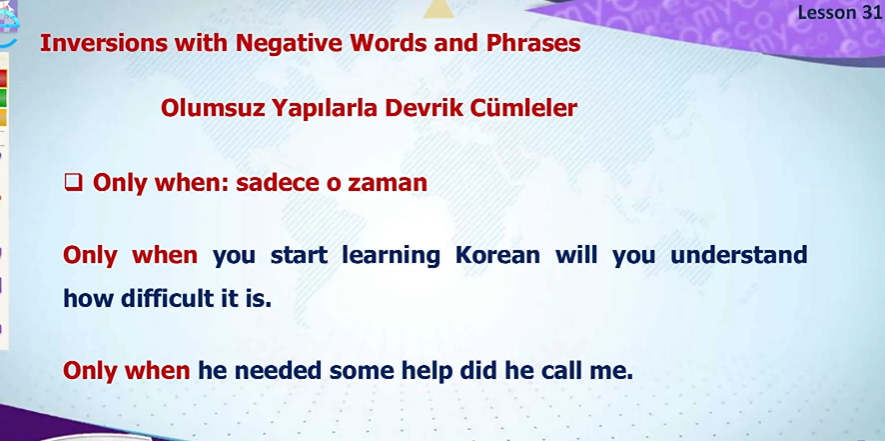 Lesson 31
Inversions with Negative Words and Phrases
Olumsuz Yapılarla Devrik Cümleler
❑ Only when: sadece o zaman
Only when you start learning Korean will you understand
how difficult it is.
Only when he needed some help did he call me.